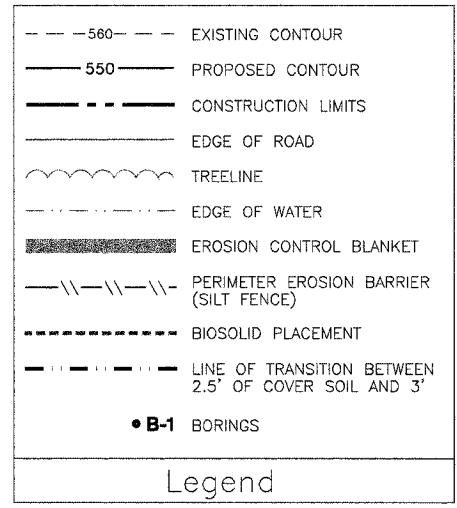 560 EXISTING CONTOUR
550 PROPOSED CONTOUR
CONSTRUCTION LIMITS
EDGE OF ROAD
TREELINE
EDGE OF WATER
EROSION CONTROL BLANKET
PERIMETER EROSION BARRIER
(SILT FENCE)
BIOSOLID PLACEMENT
LINE OF TRANSITION BETWEEN
2.5' OF COVER SOIL AND 3'
B-1 BORINGS
Legend